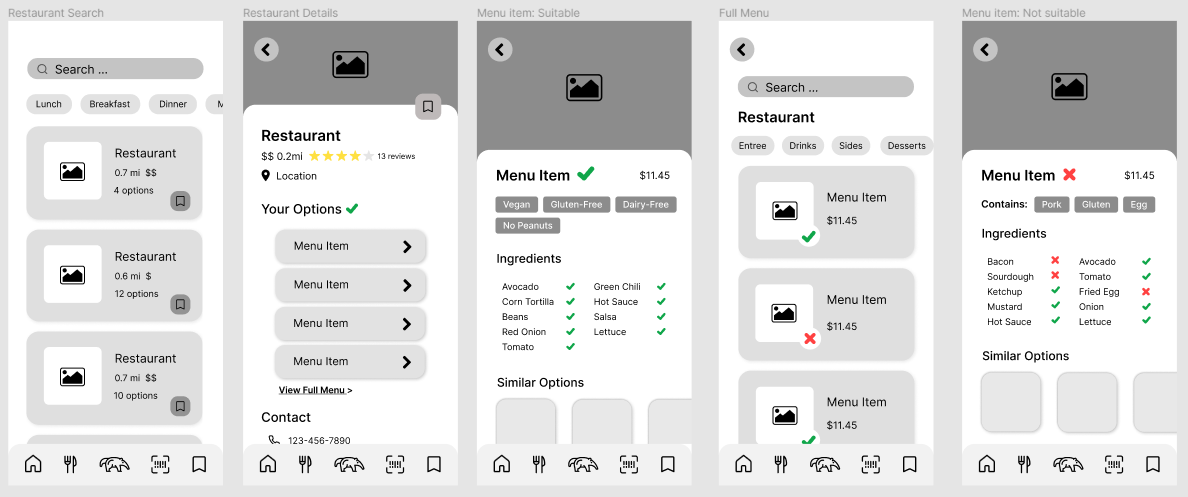 Restaurant Search
Search ...
Lunch Breakfast Dinner M
Restaurant
0.7 mi $$
4 options
Restaurant
0.6 mi $
12 options
Restaurant
0.7 mi $$
10 options
Restaurant Details
Restaurant
$$ 0.2mi 13 reviews
Location
Your Options
Menu Item
Menu Item
Menu Item
Menu Item
View Full Menu >
Contact
123-456-7890
Menu item: Suitable
Menu Item $11.45
Vegan Gluten-Free Dairy-Free
No Peanuts
Ingredients
Avocado Green Chili
Corn Tortilla Hot Sauce
Beans Salsa
Red Onion Lettuce
Tomato
Similar Options
Full Menu
Search ...
Restaurant
Entree Drinks Sides Desserts
Menu Item
$11.45
Menu Item
$11.45
Menu Item
$11.45
Menu item: Not suitable
Menu Item $11.45
Contains: Pork Gluten Egg
Ingredients
Bacon Avocado
Sourdough Tomato
Ketchup Fried Egg
Mustard Onion
Hot Sauce Lettuce
Similar Options